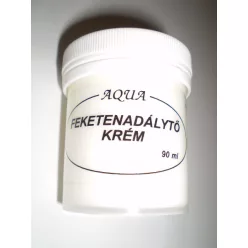 AQUA
FEKETENADÁLYTŐ
KRÉM
90 ml